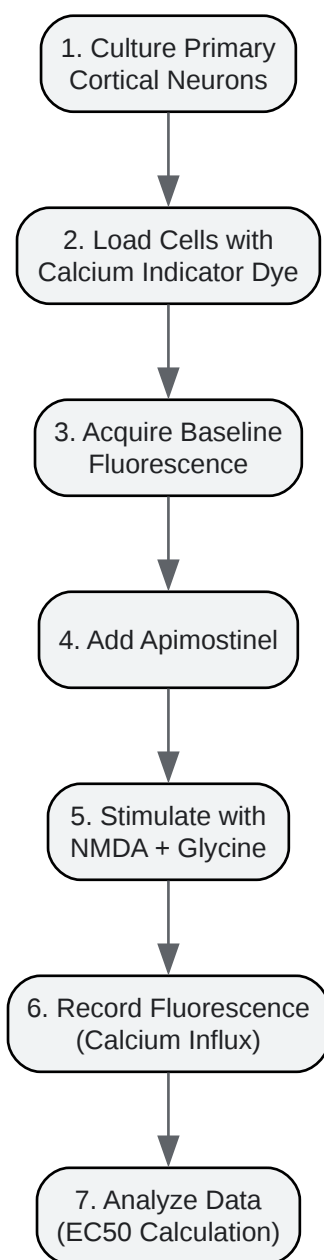 1. Culture Primary
Cortical Neurons
2. Load Cells with
Calcium Indicator Dye
3. Acquire Baseline
Fluorescence
4. Add Apimostinel
5. Stimulate with
NMDA + Glycine
6. Record Fluorescence
(Calcium Influx)
7. Analyze Data
(EC50 Calculation)